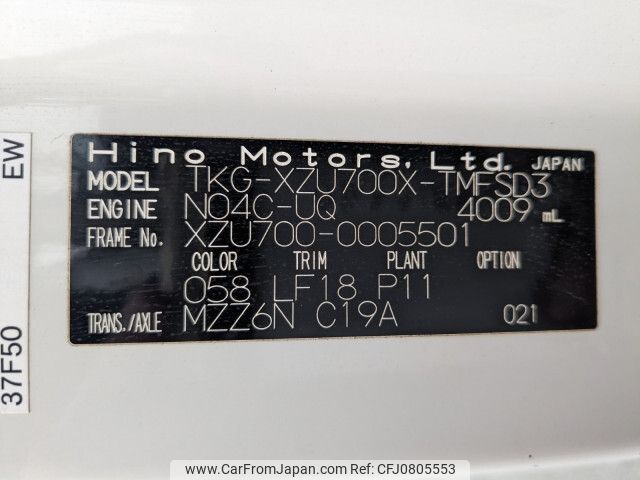 Hino Motors, Ltd. JAPAN
MODEL TKG-XZU700X-TMFSD3
ENGINE N04C-UQ 4009 mL
FRAME No. XZU700-0005501
COLOR TRIM PLANT OPTION
058 LF18 P11
TRANS./AXLE MZZ6N C19A 021
37F50 EW
www.CarFromJapan.com | Ref.No: CFJ0805553